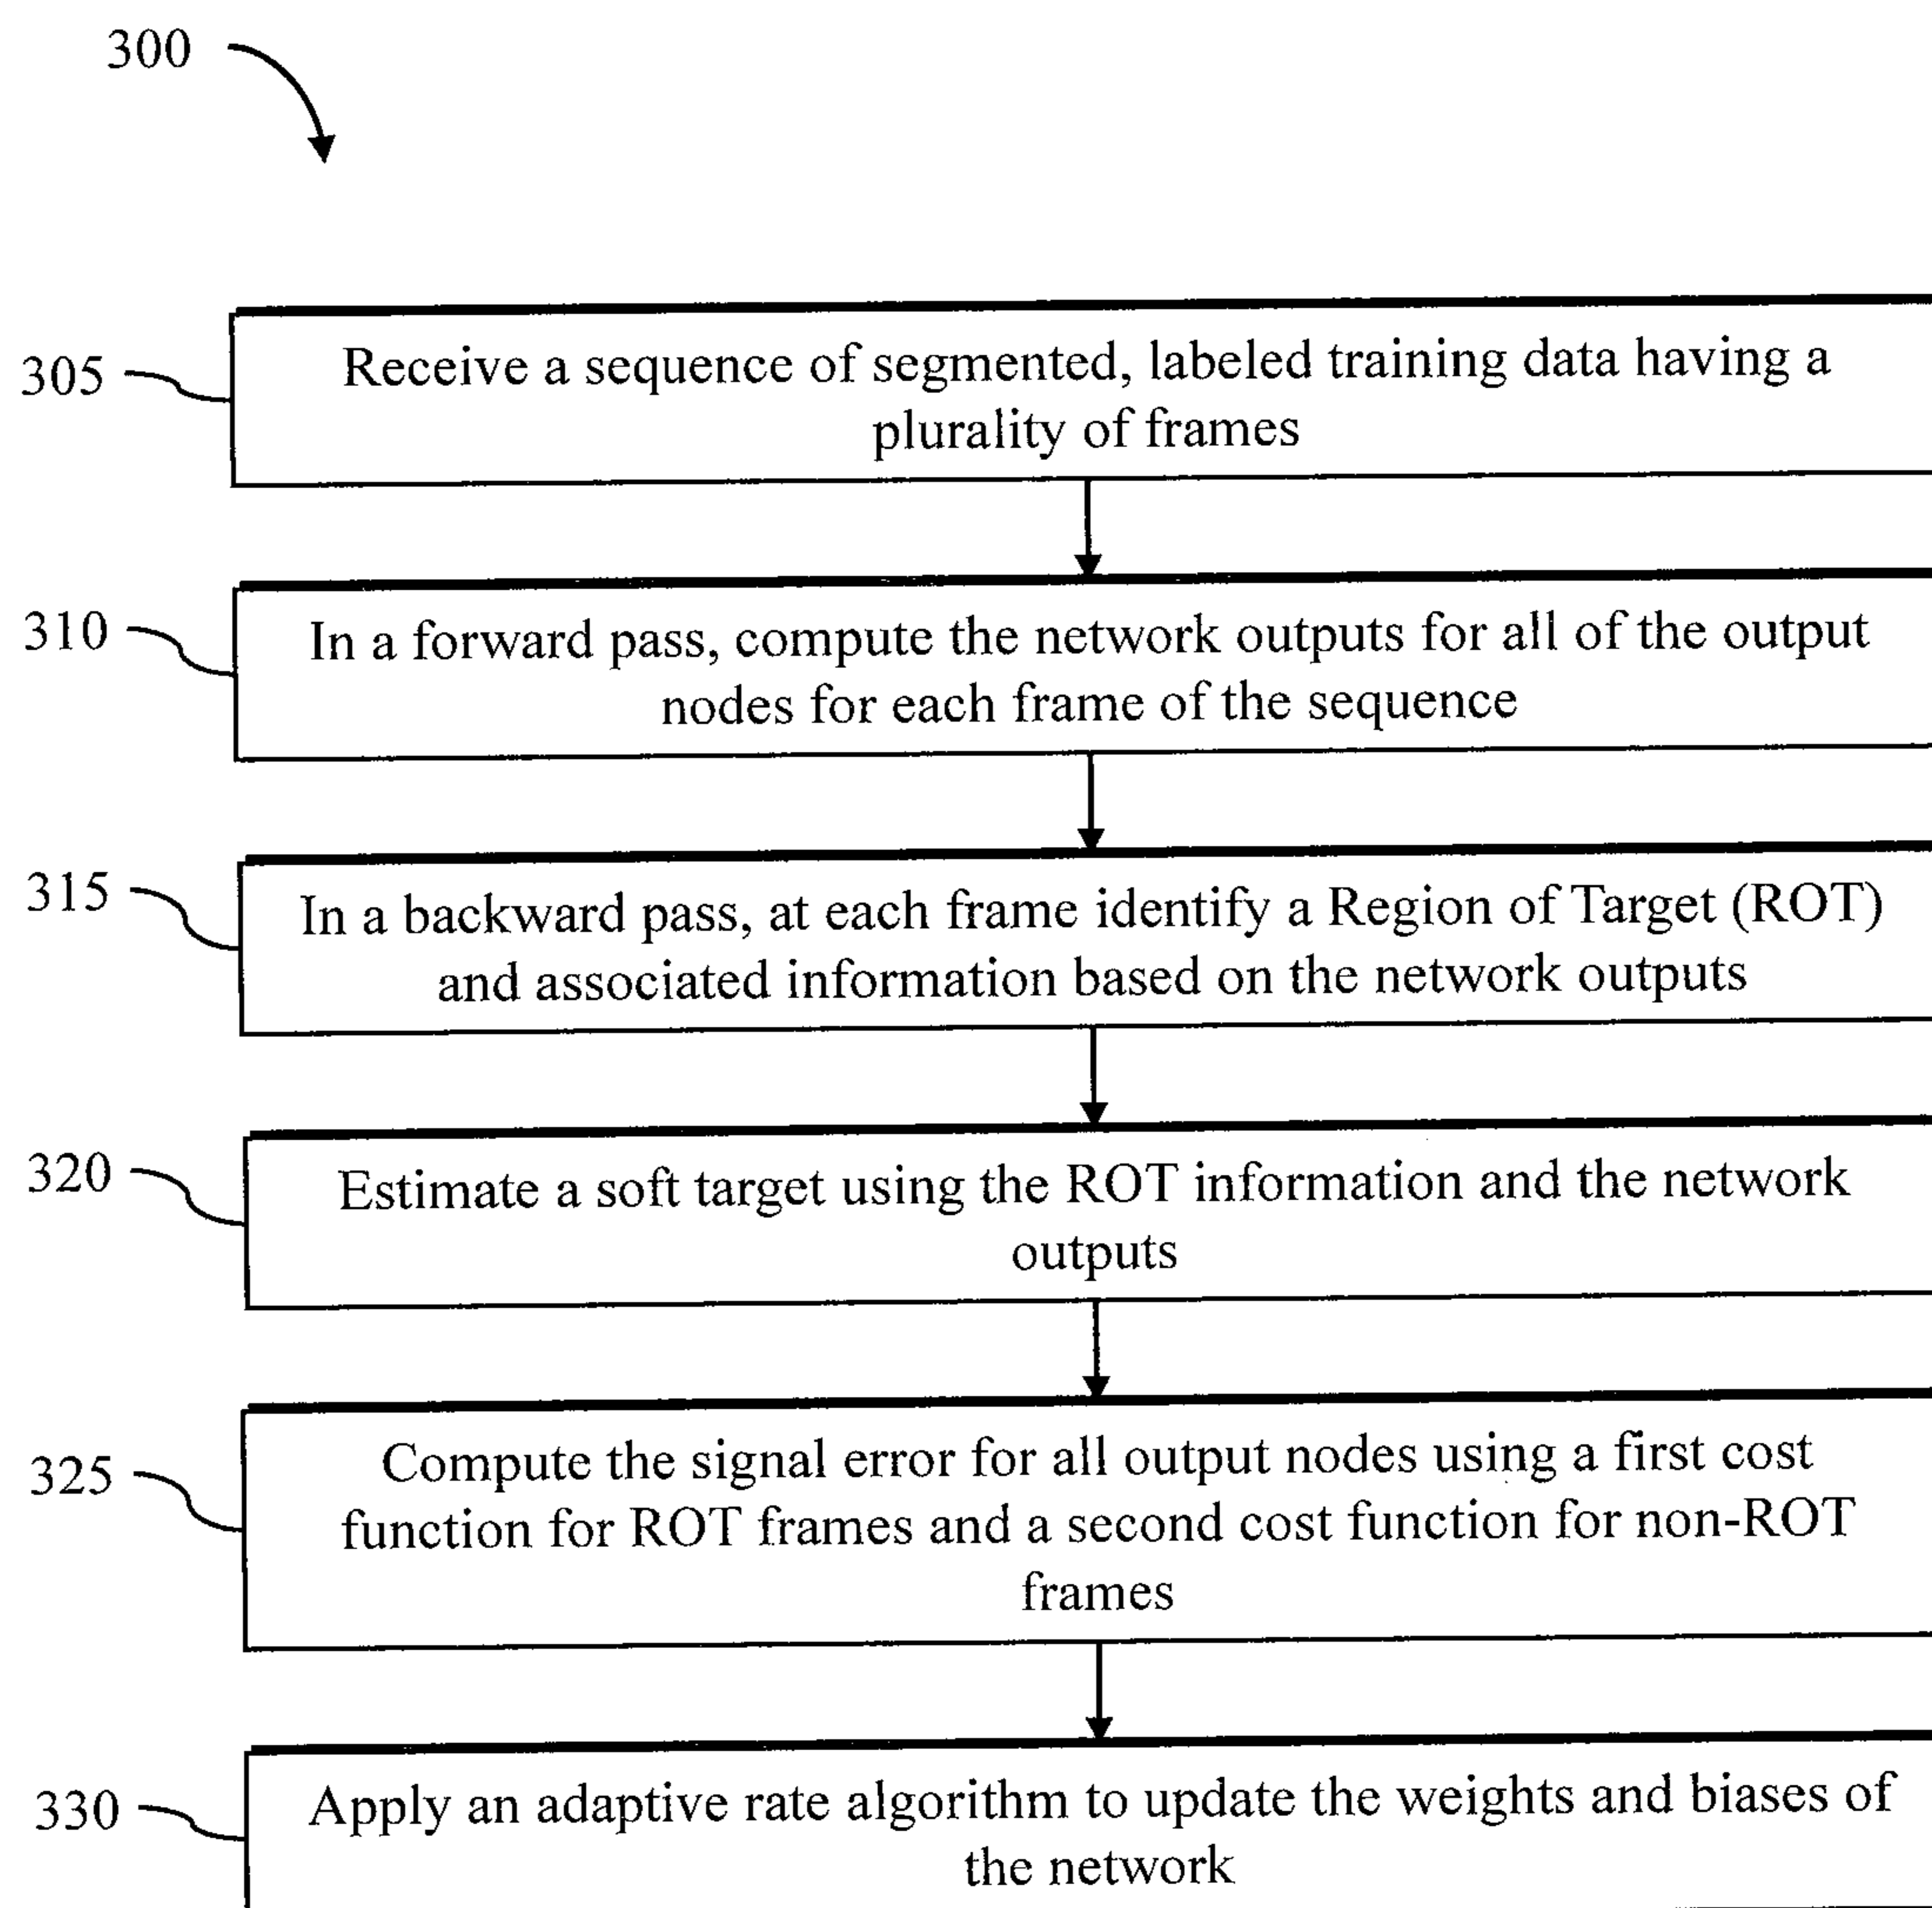 300
305
Receive a sequence of segmented, labeled training data having a
plurality of frames
310
In a forward pass, compute the network outputs for all of the output
nodes for each frame of the sequence
315
In a backward pass, at each frame identify a Region of Target (ROT)
and associated information based on the network outputs
320
Estimate a soft target using the ROT information and the network
outputs
325
Compute the signal error for all output nodes using a first cost
function for ROT frames and a second cost function for non-ROT
frames
330
Apply an adaptive rate algorithm to update the weights and biases of
the network